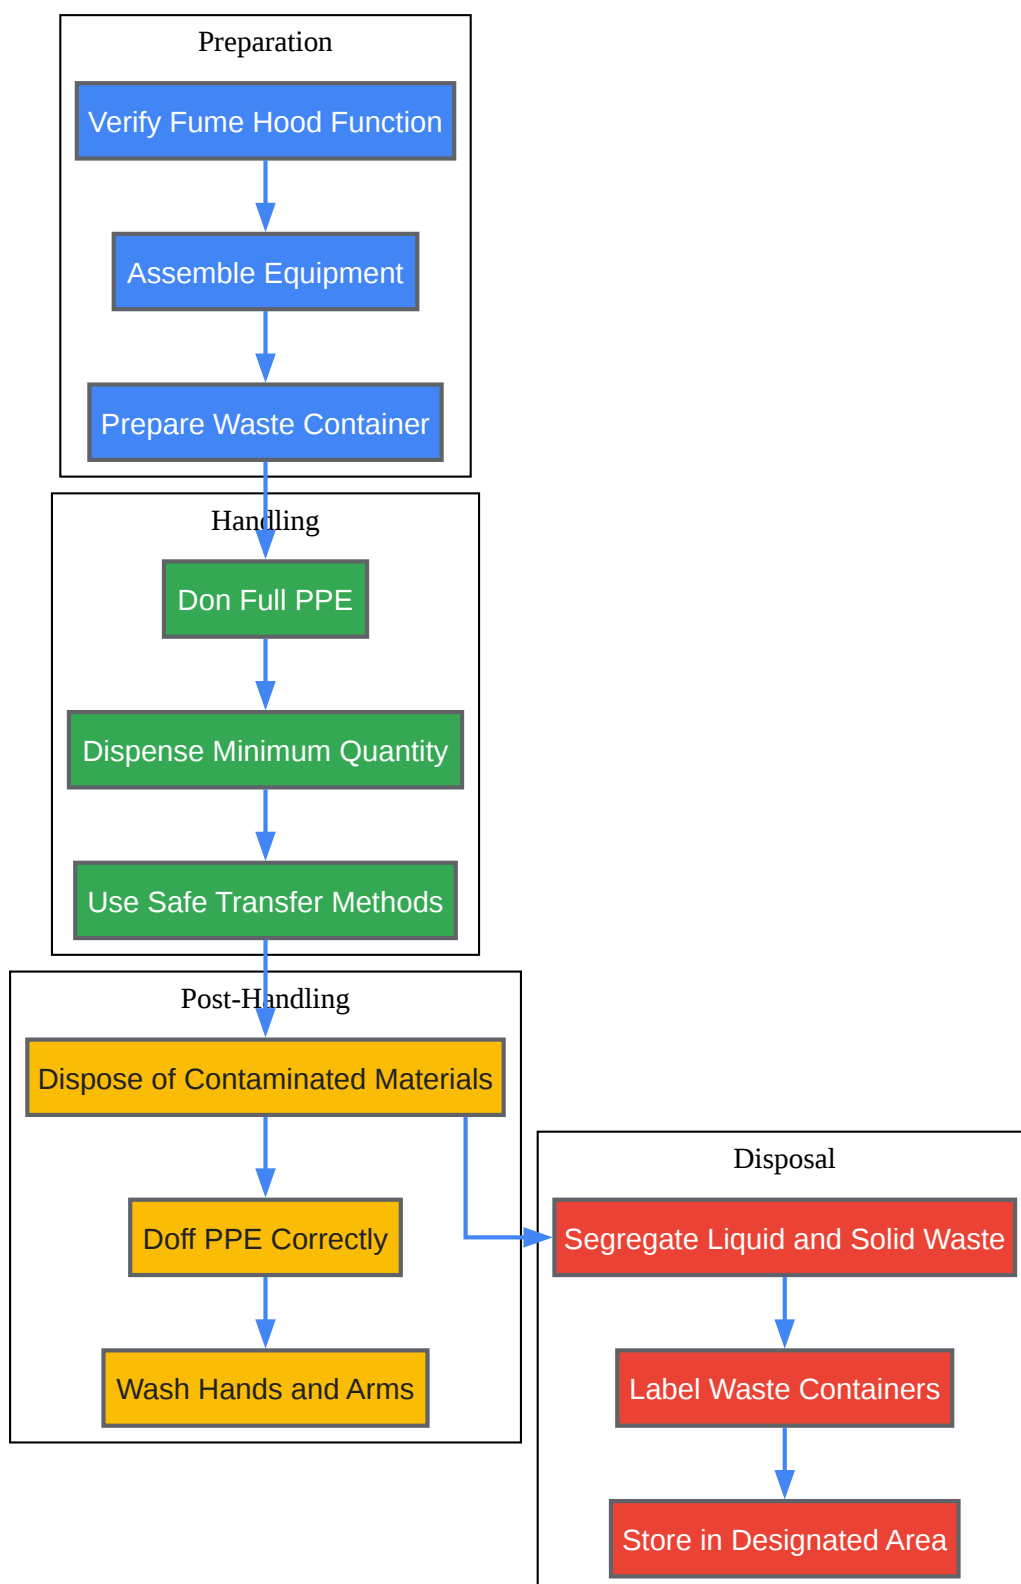 Preparation
Verify Fume Hood Function
Assemble Equipment
Prepare Waste Container
Handling
Don Full PPE
Dispense Minimum Quantity
Use Safe Transfer Methods
Post-Handling
Dispose of Contaminated Materials
Doff PPE Correctly
Wash Hands and Arms
Disposal
Segregate Liquid and Solid Waste
Label Waste Containers
Store in Designated Area